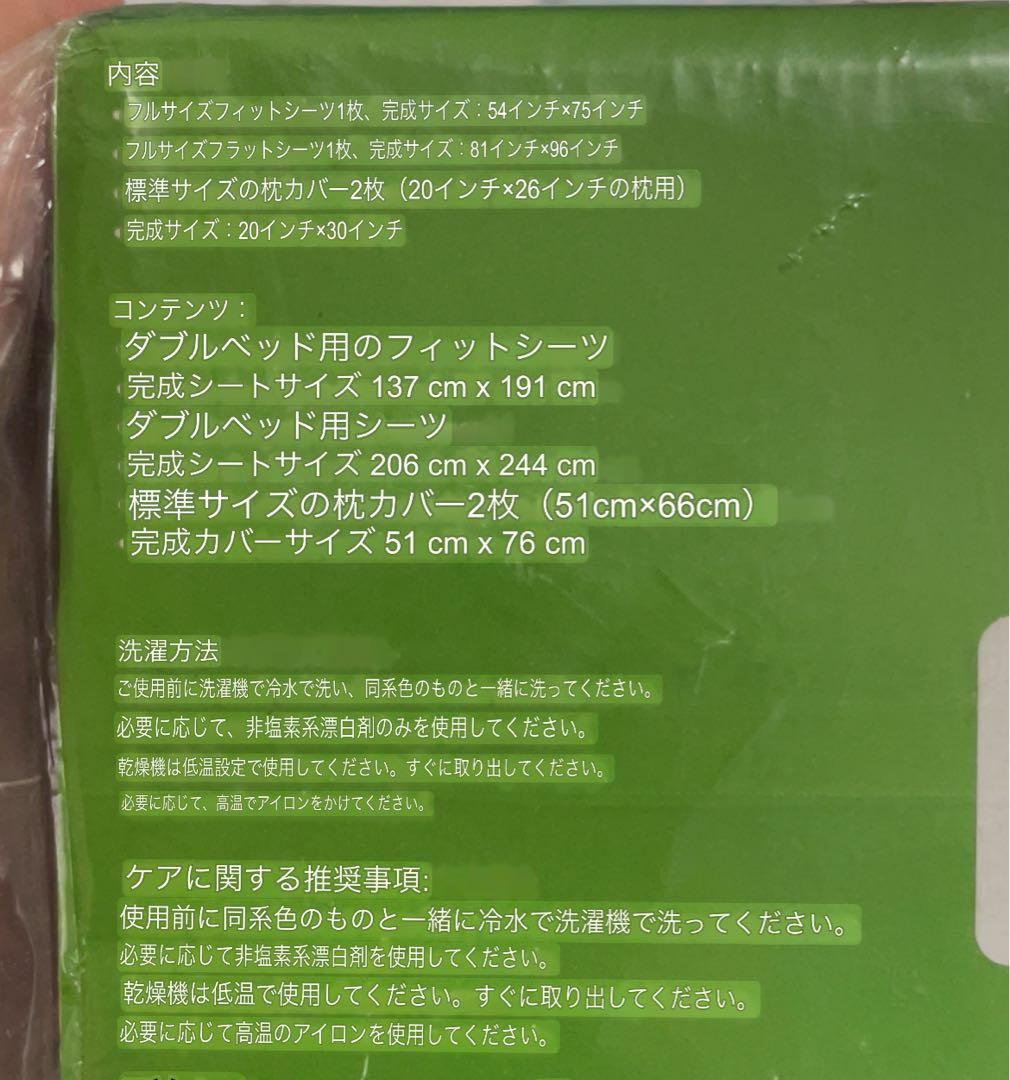 内容
フルサイズフィットシーツ1枚、完成サイズ：54インチ×75インチ
フルサイズフラットシーツ1枚、完成サイズ：81インチ×96インチ
標準サイズの枕カバー2枚（20インチ×26インチの枕用）
完成サイズ：20インチ×30インチ
コンテンツ：
ダブルベッド用のフィットシーツ
完成シートサイズ 137 cm x 191 cm
ダブルベッド用シーツ
完成シートサイズ 206 cm x 244 cm
標準サイズの枕カバー2枚（51cm×66cm）
完成カバーサイズ 51 cm x 76 cm
洗濯方法
ご使用前に洗濯機で冷水で洗い、同系色のものと一緒に洗ってください。
必要に応じて、非塩素系漂白剤のみを使用してください。
乾燥機は低温設定で使用してください。すぐに取り出してください。
必要に応じて、高温でアイロンをかけてください。
ケアに関する推奨事項:
使用前に同系色のものと一緒に冷水で洗濯機で洗ってください。
必要に応じて非塩素系漂白剤を使用してください。
乾燥機は低温で使用してください。すぐに取り出してください。
必要に応じて高温のアイロンを使用してください。